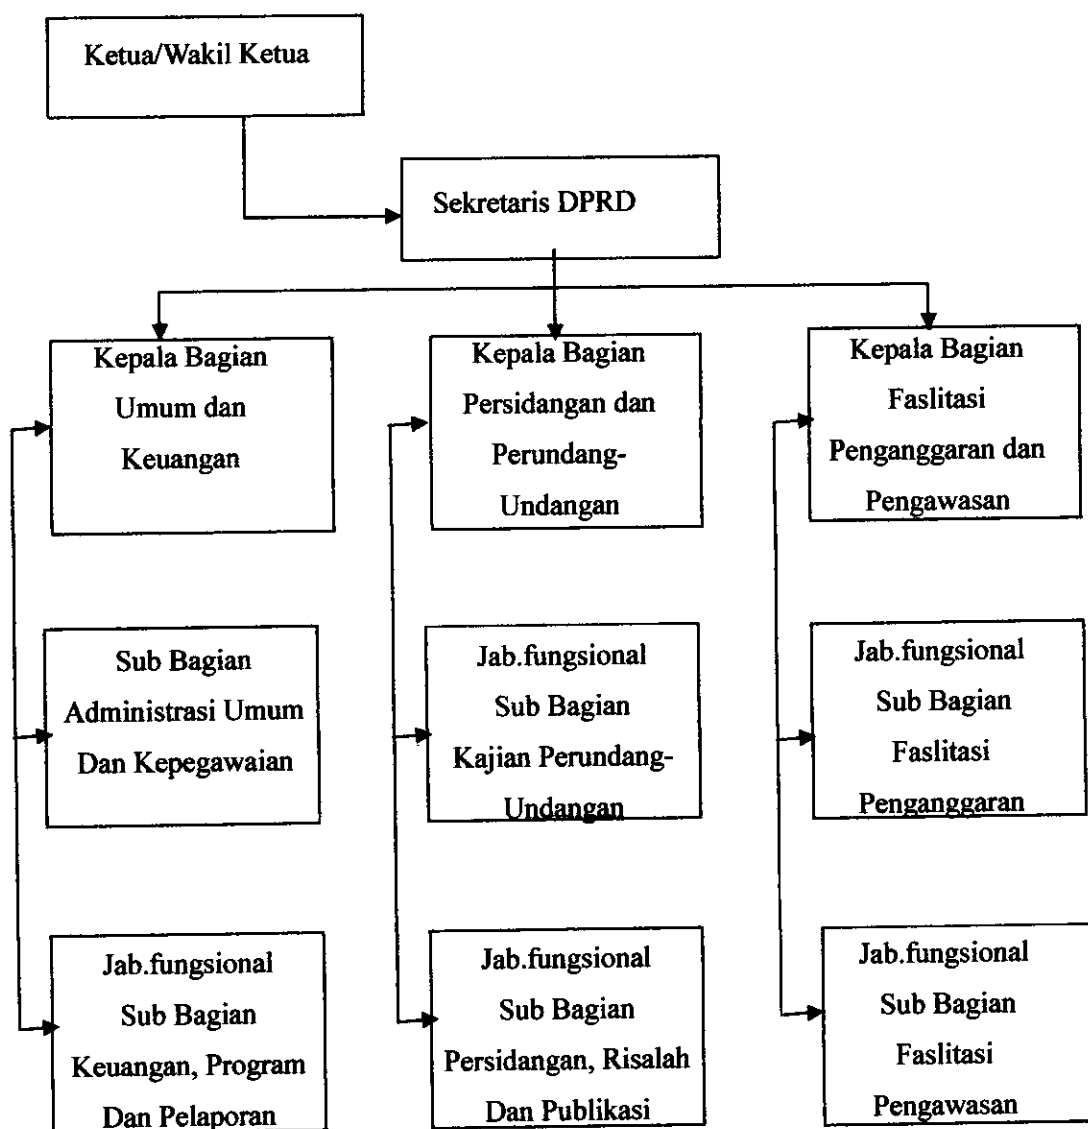 Ketua/Wakil Ketua
Sekretaris DPRD
Kepala Bagian
Umum dan
Keuangan
Kepala Bagian
Persidangan dan
Perundang-
Undangan
Kepala Bagian
Faslitasi
Penganggaran dan
Pengawasan
Sub Bagian
Administrasi Umum
Dan Kepegawaian
Jab.fungsional
Sub Bagian
Kajian Perundang-
Undangan
Jab.fungsional
Sub Bagian
Faslitasi
Penganggaran
Jab.fungsional
Sub Bagian
Keuangan, Program
Dan Pelaporan
Jab.fungsional
Sub Bagian
Persidangan, Risalah
Dan Publikasi
Jab.fungsional
Sub Bagian
Faslitasi
Pengawasan